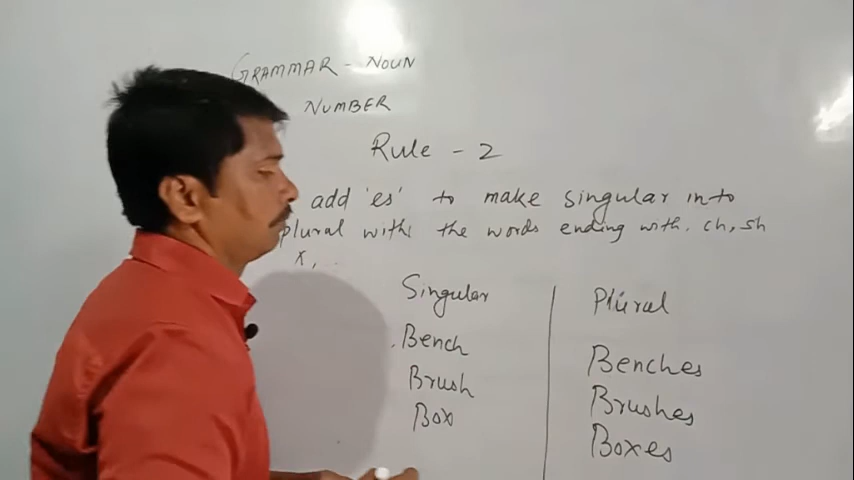 GRAMMAR - NOUN
NUMBER
Rule - 2
add 'es' to make singular into
plural with the words ending with. ch, sh
x,
Singular
Plural
Bench
Benches
Brush
Brushes
Box
Boxes